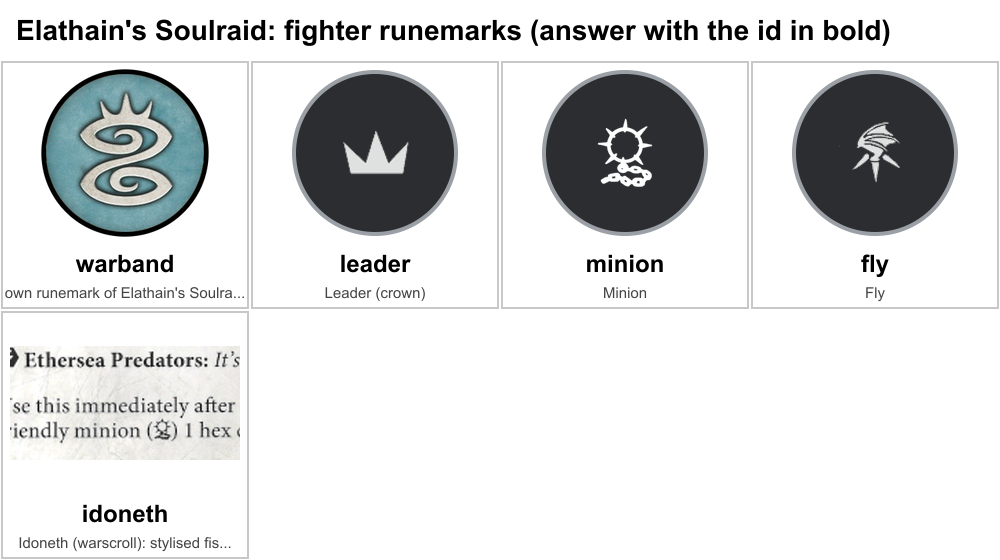 Elathain's Soulraid: fighter runemarks (answer with the id in bold)
warband
own runemark of Elathain's Soulra...
leader
Leader (crown)
minion
Minion
fly
Fly
Ethersea Predators: It's
se this immediately after
iendly minion () 1 hex
idoneth
Idoneth (warscroll): stylised fis...